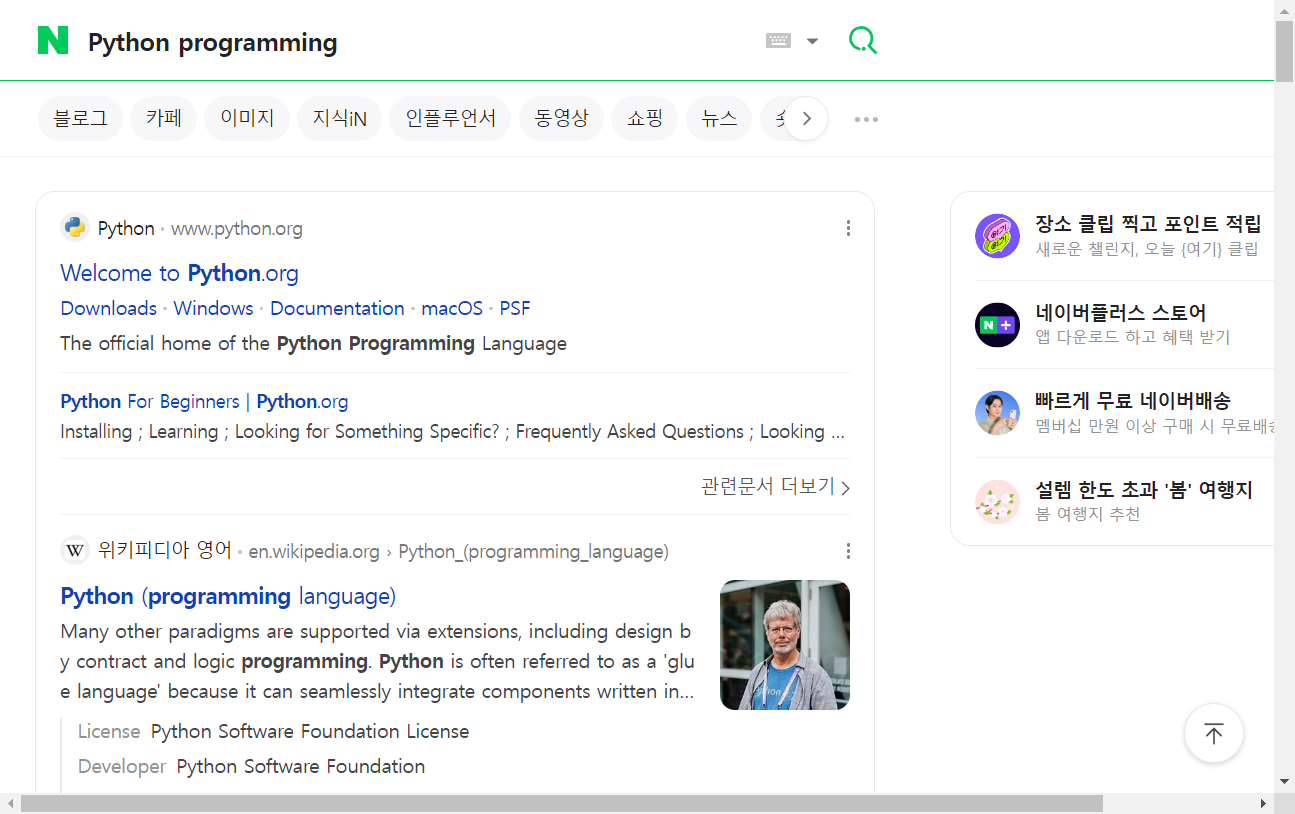 Python programming
블로그 카페 이미지 지식iN 인플루언서 동영상 쇼핑 뉴스
Python · www.python.org
Welcome to Python.org
Downloads · Windows · Documentation · macOS · PSF
The official home of the Python Programming Language
Python For Beginners | Python.org
Installing ; Learning ; Looking for Something Specific? ; Frequently Asked Questions ; Looking ...
관련문서 더보기
W 위키피디아 영어 · en.wikipedia.org › Python_(programming_language)
Python (programming language)
Many other paradigms are supported via extensions, including design b
y contract and logic programming. Python is often referred to as a 'glu
e language' because it can seamlessly integrate components written in...
License Python Software Foundation License
Developer Python Software Foundation
장소 클립 찍고 포인트 적립
새로운 챌린지, 오늘 {여기} 클립
네이버플러스 스토어
앱 다운로드 하고 혜택 받기
빠르게 무료 네이버배송
멤버십 만원 이상 구매 시 무료배송
설렘 한도 초과 '봄' 여행지
봄 여행지 추천